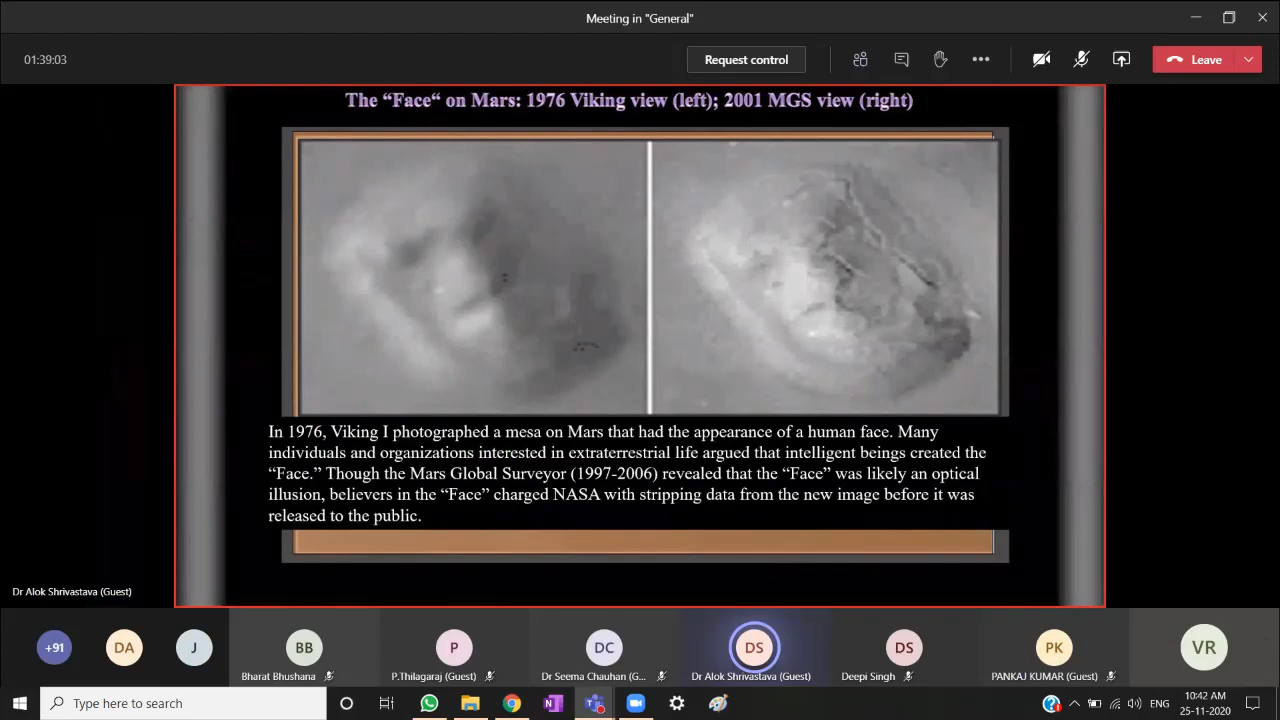 Meeting in "General"
01:39:03
Request control
Leave
The “Face“ on Mars: 1976 Viking view (left); 2001 MGS view (right)
In 1976, Viking I photographed a mesa on Mars that had the appearance of a human face. Many
individuals and organizations interested in extraterrestrial life argued that intelligent beings created the
“Face.” Though the Mars Global Surveyor (1997-2006) revealed that the “Face” was likely an optical
illusion, believers in the “Face” charged NASA with stripping data from the new image before it was
released to the public.
Dr Alok Shrivastava (Guest)
+91
DA
J
BB
P
DC
DS
DS
PK
VR
Bharat Bhushana
P.Thilagaraj (Guest)
Dr Seema Chauhan (G...
Dr Alok Shrivastava (Guest)
Deepi Singh
PANKAJ KUMAR (Guest)
Type here to search
ENG
10:42 AM
25-11-2020